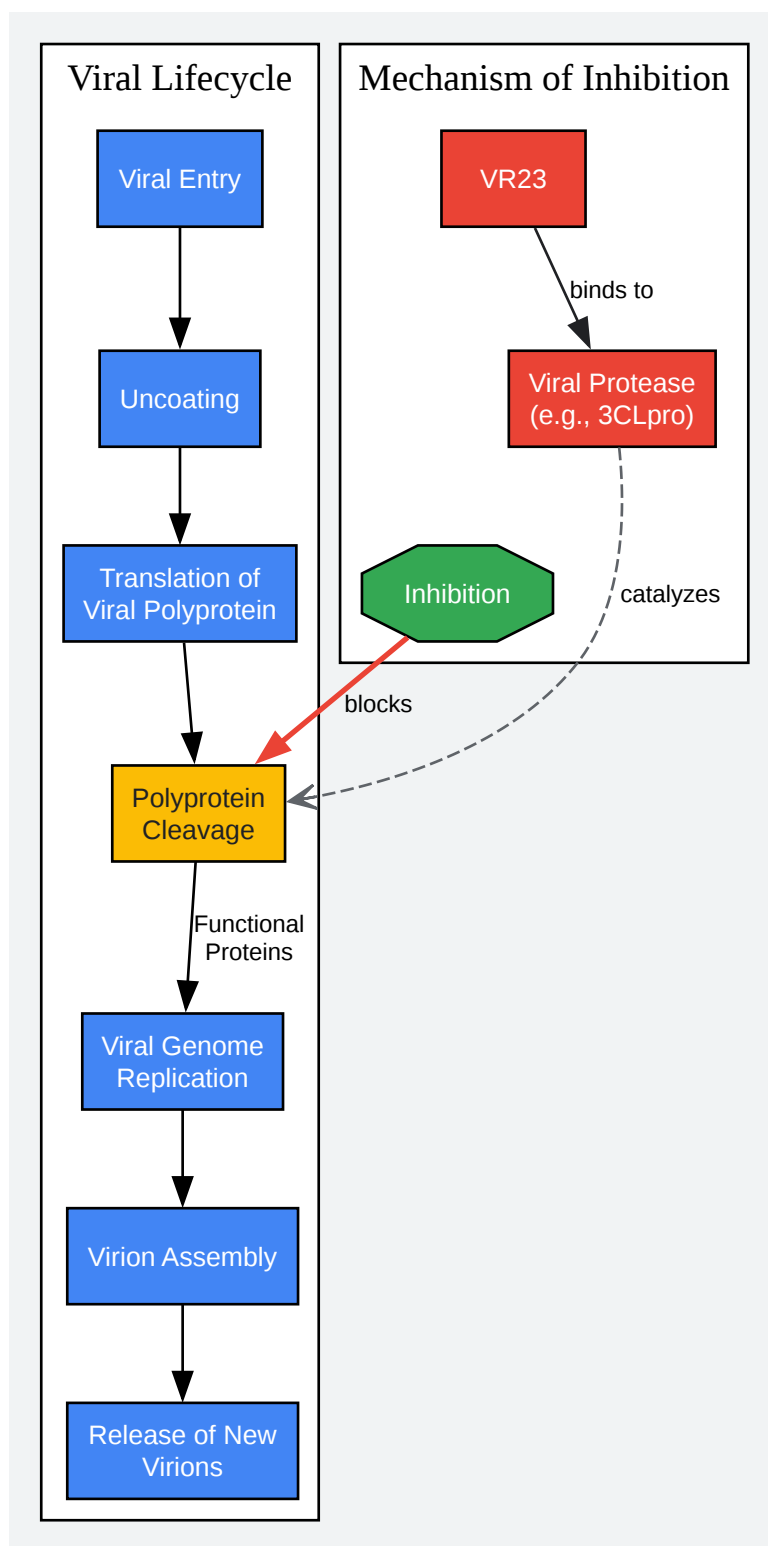 Viral Lifecycle
Viral Entry
Uncoating
Translation of
Viral Polyprotein
Polyprotein
Cleavage
Functional
Proteins
Viral Genome
Replication
Virion Assembly
Release of New
Virions
Mechanism of Inhibition
VR23
binds to
Viral Protease
(e.g., 3CLpro)
Inhibition
catalyzes
blocks